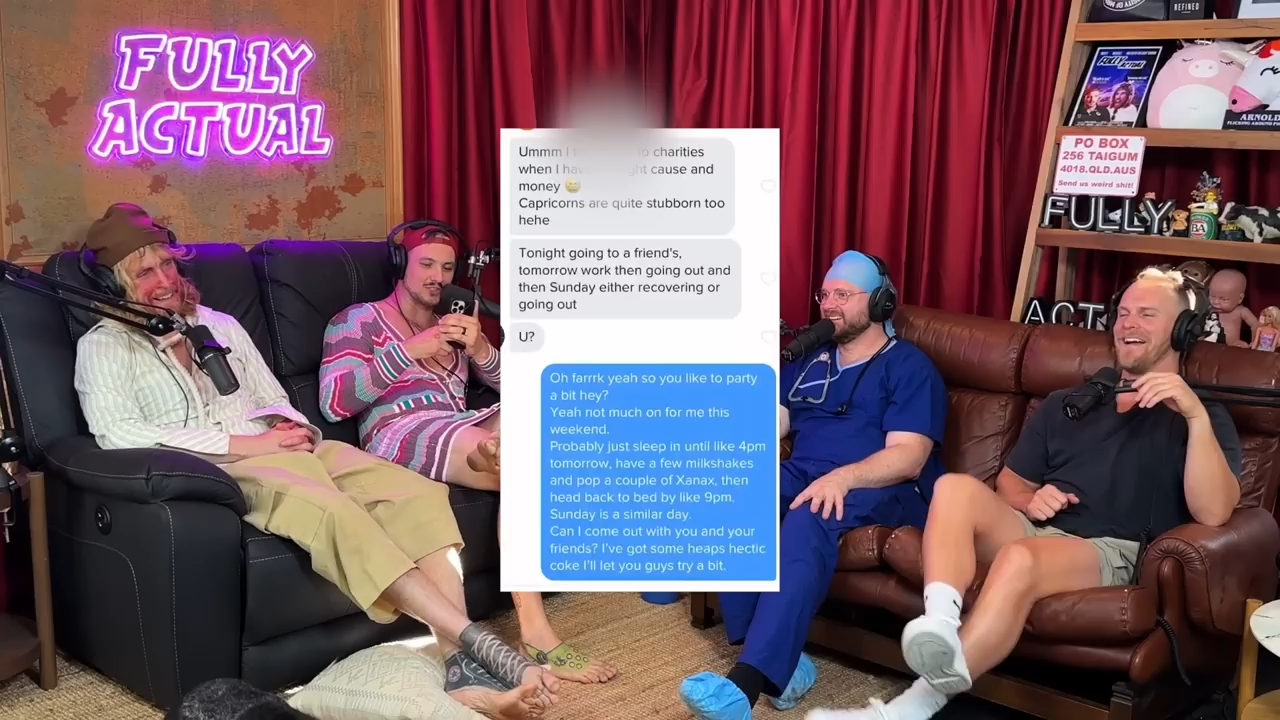 FULLY
ACTUAL
Ummm I
to charities
when I
cause and
money 😁
Capricorns are quite stubborn too
hehe
Tonight going to a friend's,
tomorrow work then going out and
then Sunday either recovering or
going out
U?
Oh farrrk yeah so you like to party
a bit hey?
Yeah not much on for me this
weekend.
Probably just sleep in until like 4pm
tomorrow, have a few milkshakes
and pop a couple of Xanax, then
head back to bed by like 9pm.
Sunday is a similar day.
Can I come out with you and your
friends? I've got some heaps hectic
coke I'll let you guys try a bit.
REFINED
FULLY
ACTUAL
ARNOLD
PO BOX
256 TAIGUM
4018.QLD.AUS
Send us weird shit!
FULLY
ACT